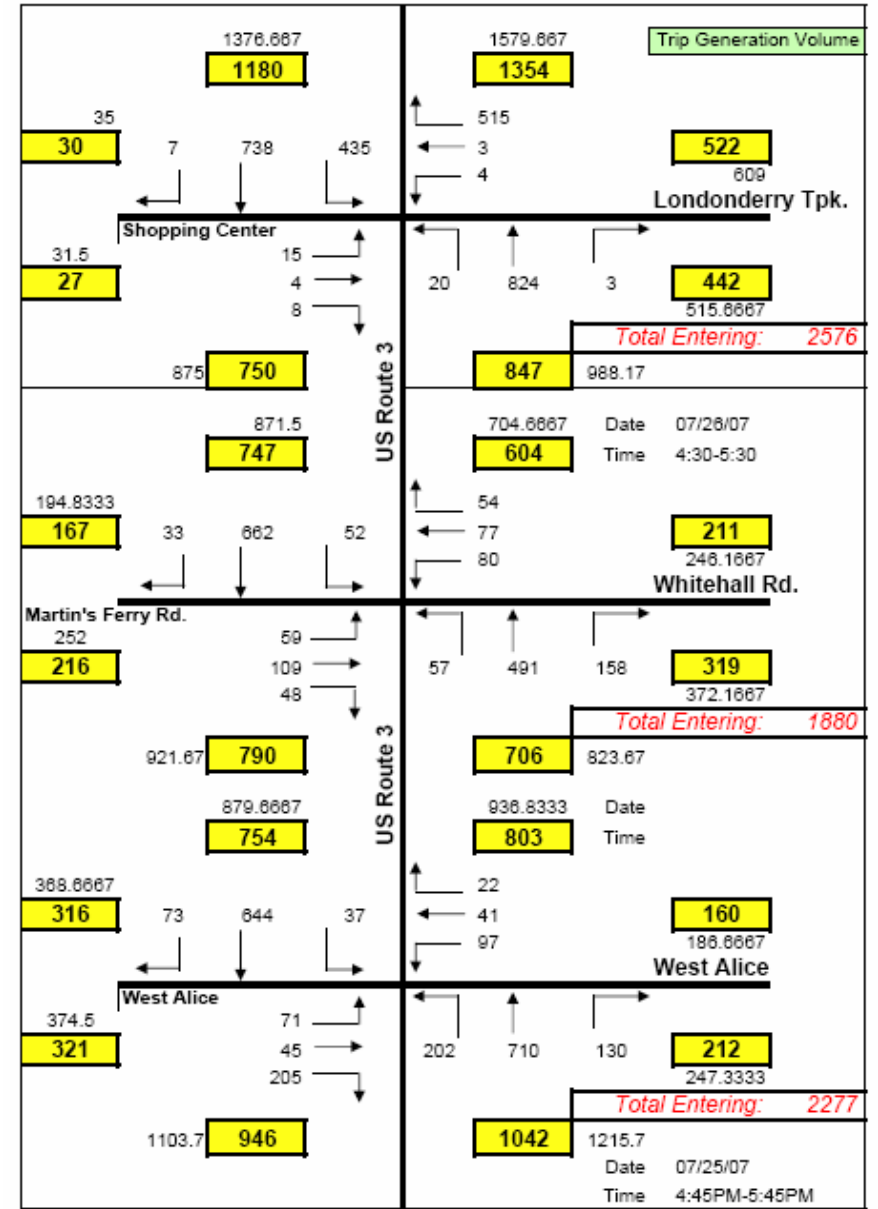 1376.667 1579.667 Trip Generation Volume
1180 1354
35 515
30 7 738 435 3 522
4 609
Londonderry Tpk.
Shopping Center
31.5 15
27 4 20 824 3 442
8 515.6667
Total Entering: 2576
US Route 3
875 750 847 988.17
871.5 704.6667 Date 07/26/07
747 604 Time 4:30-5:30
194.8333 54
167 33 662 52 77 211
80 246.1667
Whitehall Rd.
Martin's Ferry Rd.
252 59
216 109 57 491 158 319
48 372.1667
Total Entering: 1880
US Route 3
921.67 790 706 823.67
879.6667 936.8333 Date
754 803 Time
368.6667 22
316 73 644 37 41 160
97 186.6667
West Alice
West Alice
374.5 71
321 45 202 710 130 212
205 247.3333
Total Entering: 2277
1103.7 946 1042 1215.7
Date 07/25/07
Time 4:45PM-5:45PM